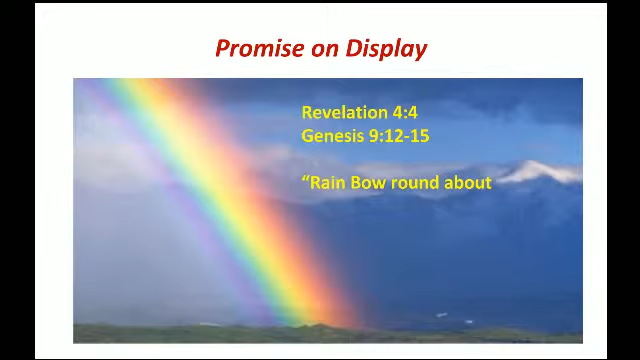 Promise on Display
Revelation 4:4
Genesis 9:12-15
“Rain Bow round about